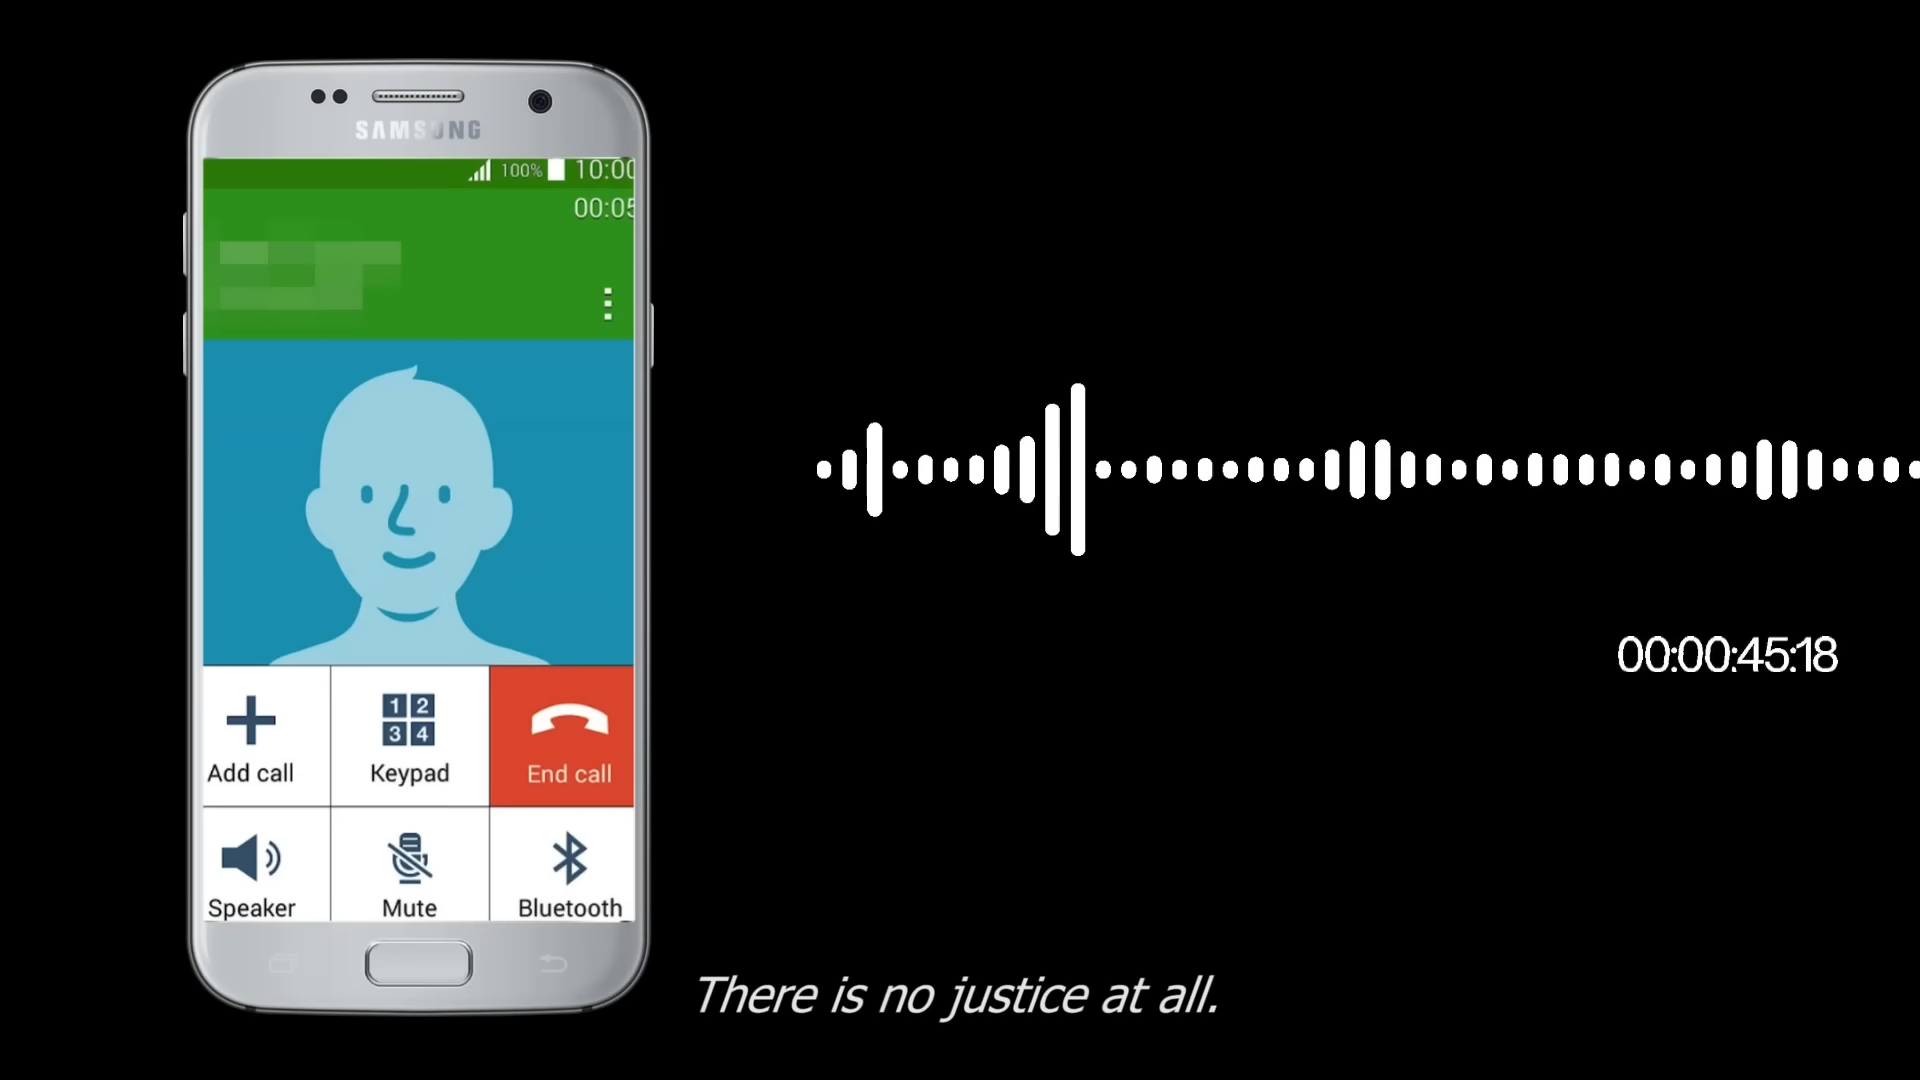 SAMSUNG
100% 10:00
00:05
Add call
1 2
3 4
Keypad
End call
Speaker
Mute
Bluetooth
00:00:45:18
There is no justice at all.